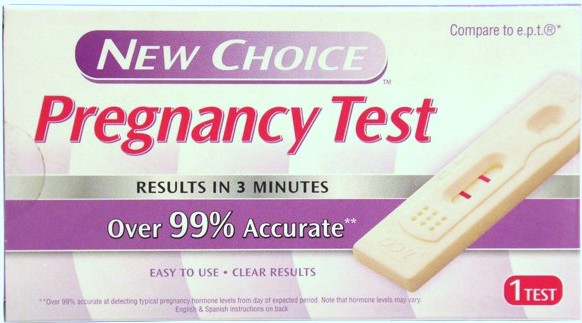 Compare to e.p.t.®*
NEW CHOICE™
Pregnancy Test
RESULTS IN 3 MINUTES
Over 99% Accurate**
EASY TO USE • CLEAR RESULTS
1 TEST
**Over 99% accurate at detecting typical pregnancy hormone levels from day of expected period. Note that hormone levels may vary.
English & Spanish instructions on back